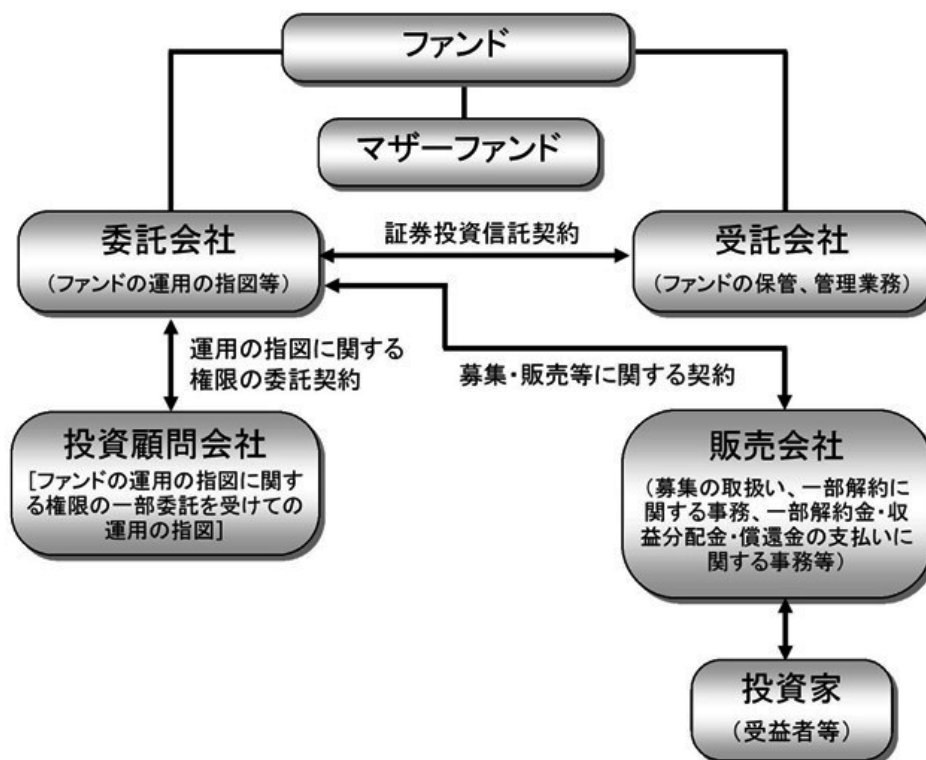 ファンド
マザーファンド
委託会社
（ファンドの運用の指図等）
証券投資信託契約
受託会社
（ファンドの保管、管理業務）
運用の指図に関する
権限の委託契約
募集・販売等に関する契約
投資顧問会社
［ファンドの運用の指図に関す
る権限の一部委託を受けての
運用の指図］
販売会社
（募集の取扱い、一部解約に
関する事務、一部解約金・収
益分配金・償還金の支払いに
関する事務等）
投資家
（受益者等）